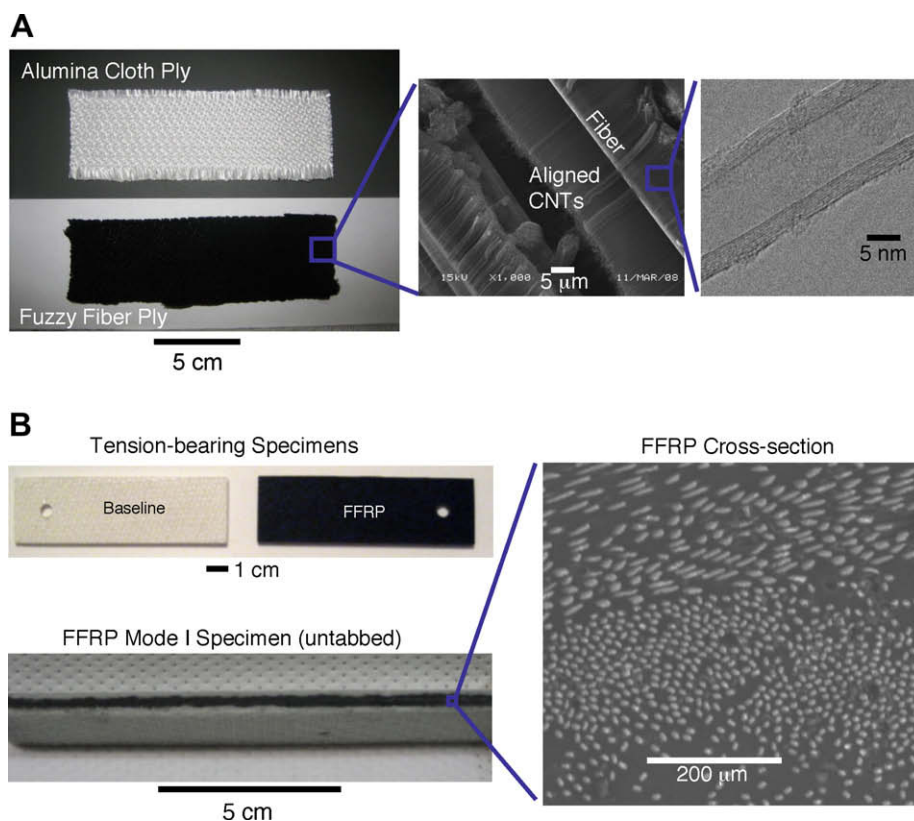 A
Alumina Cloth Ply
Fuzzy Fiber Ply
5 cm
Fiber
Aligned
CNTs
15kV X1,000 5 μm 11/MAR/08
5 nm
B
Tension-bearing Specimens
Baseline
FFRP
1 cm
FFRP Mode I Specimen (untabbed)
5 cm
FFRP Cross-section
200 μm